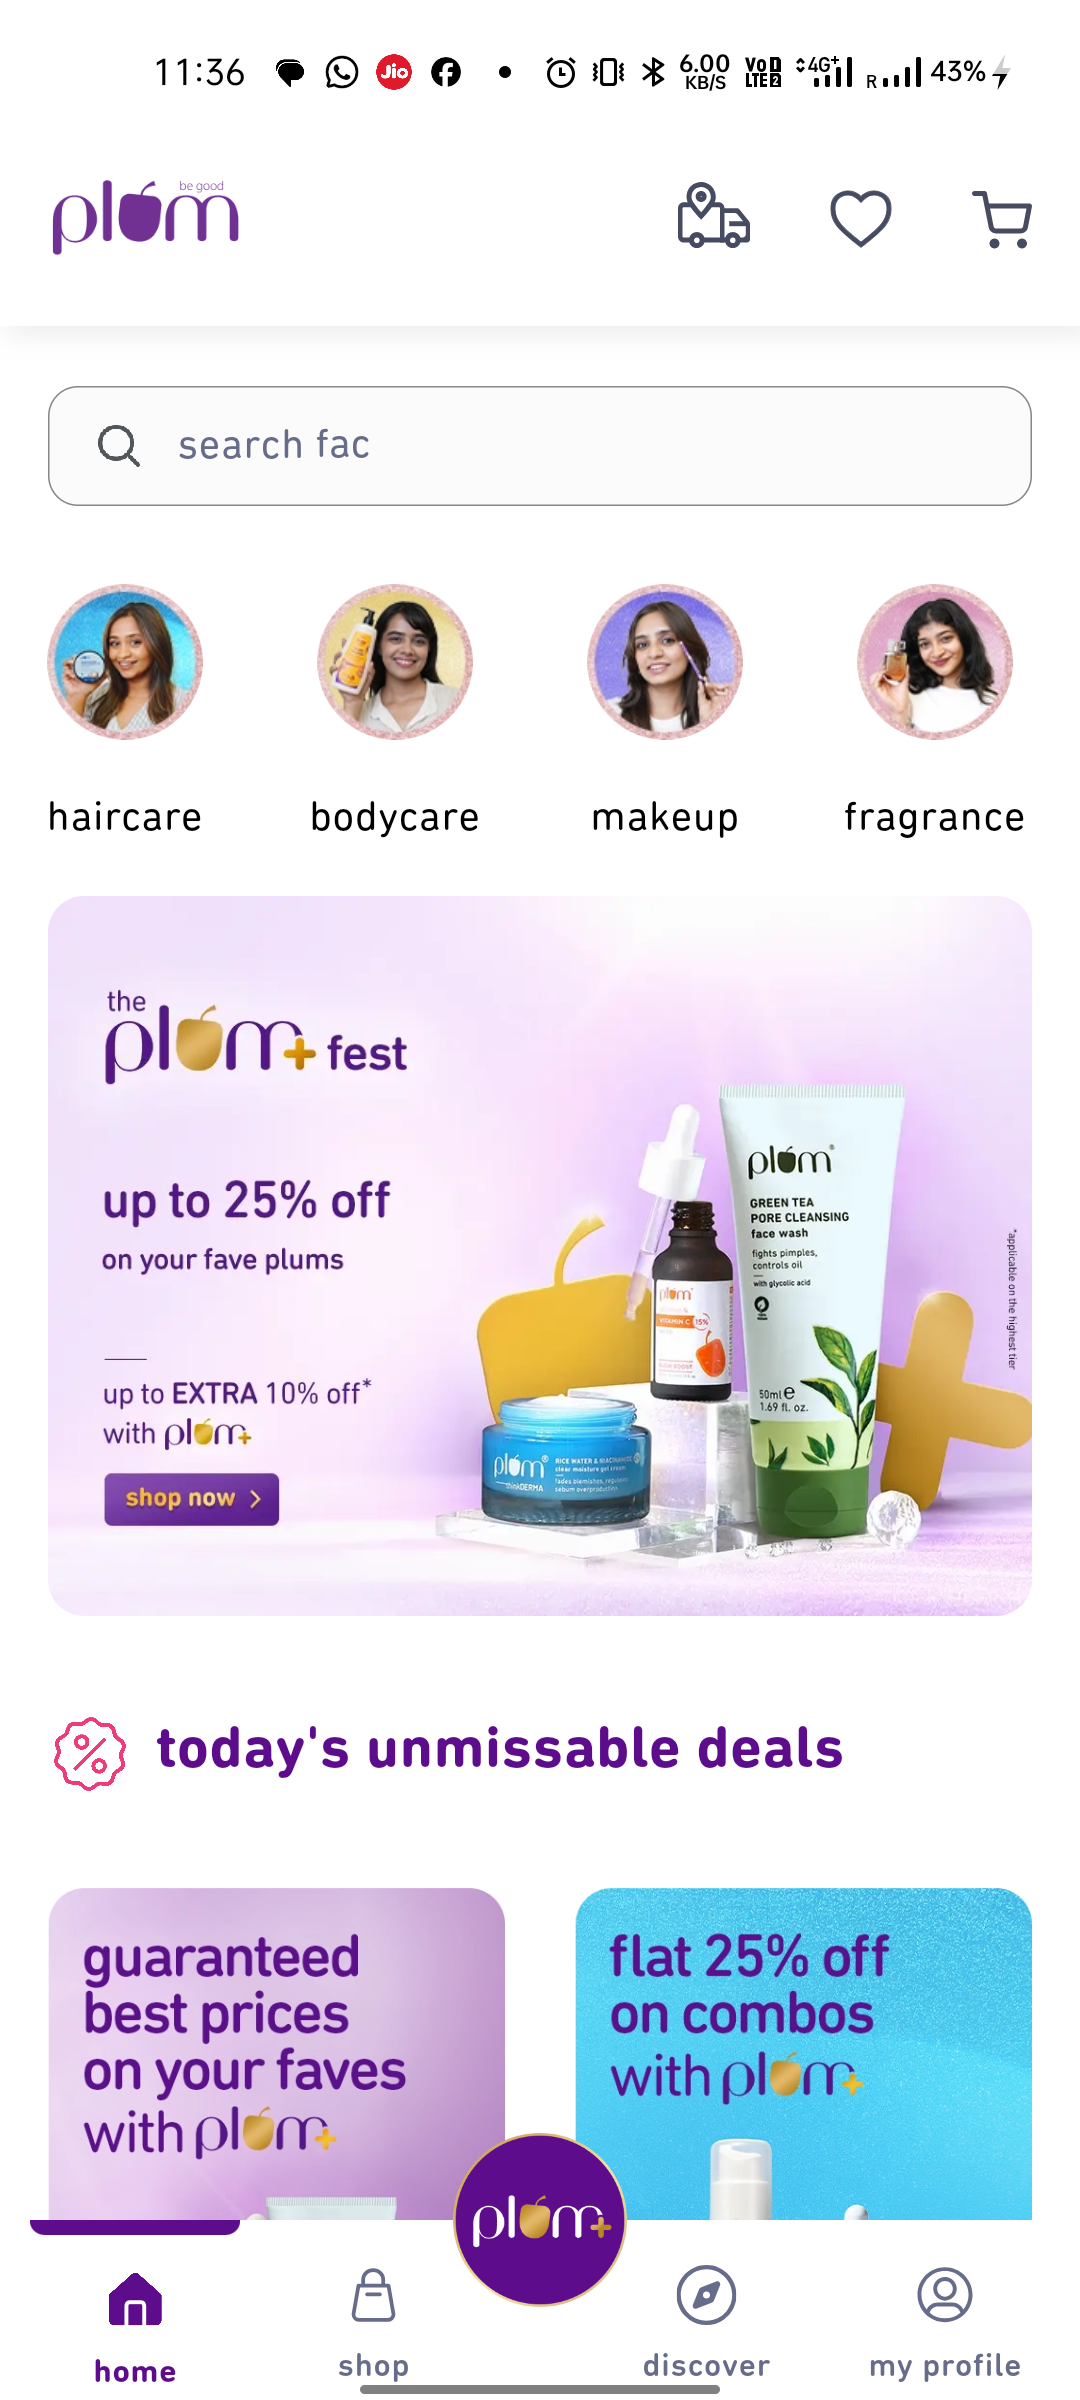 11:36
Jio
6.00
KB/S
VoD
LTE2
4G+
R
43%
be good
plum
search fac
haircare
bodycare
makeup
fragrance
the
plum+ fest
up to 25% off
on your fave plums
up to EXTRA 10% off*
with plum+
shop now >
plum
GREEN TEA
PORE CLEANSING
face wash
fights pimples,
controls oil
with glycolic acid
50ml e
1.69 fl. oz.
plum
VITAMIN C 15%
plum
RICE WATER & NIACINAMIDE
clear moisture gel cream
fades blemishes, regulates
sebum overproduction
*applicable on the highest tier
today's unmissable deals
guaranteed
best prices
on your faves
with plum+
flat 25% off
on combos
with plum+
plum+
home
shop
discover
my profile